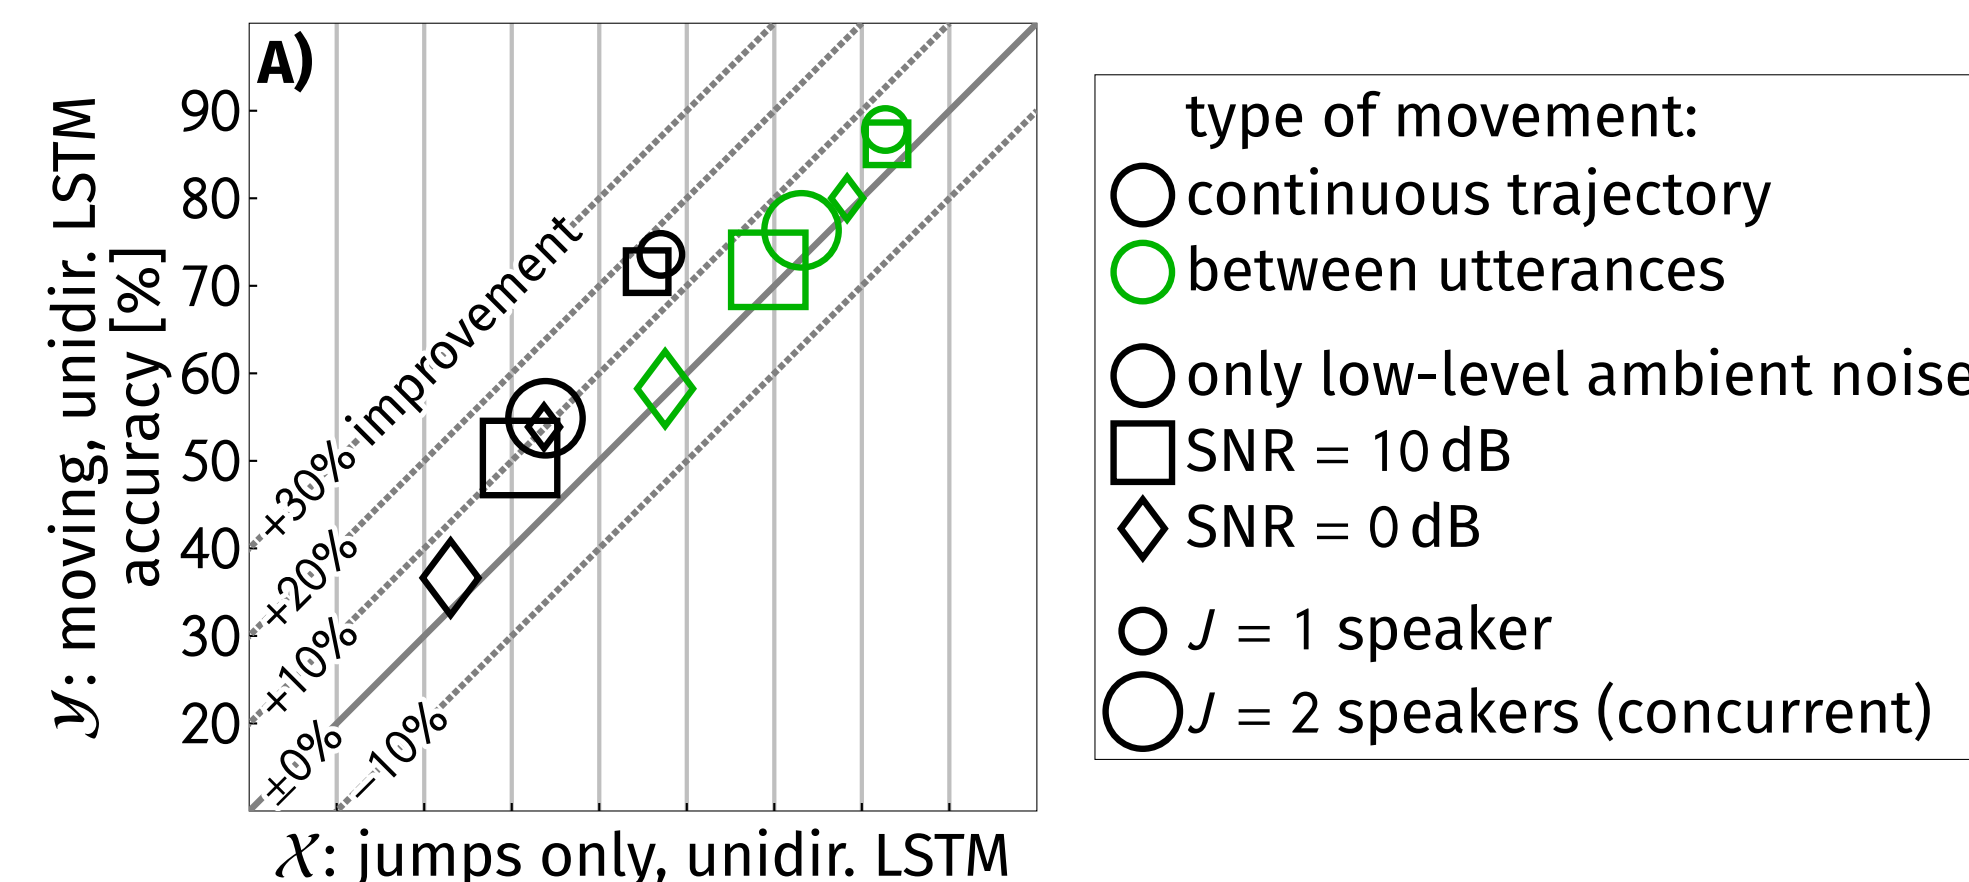 A)
90
80
70
60
50
40
30
20
𝒴: moving, unidir. LSTM
accuracy [%]
+30% improvement
+20%
+10%
±0%
−10%
𝒳: jumps only, unidir. LSTM
type of movement:
continuous trajectory
between utterances
only low-level ambient noise
SNR = 10 dB
SNR = 0 dB
J = 1 speaker
J = 2 speakers (concurrent)